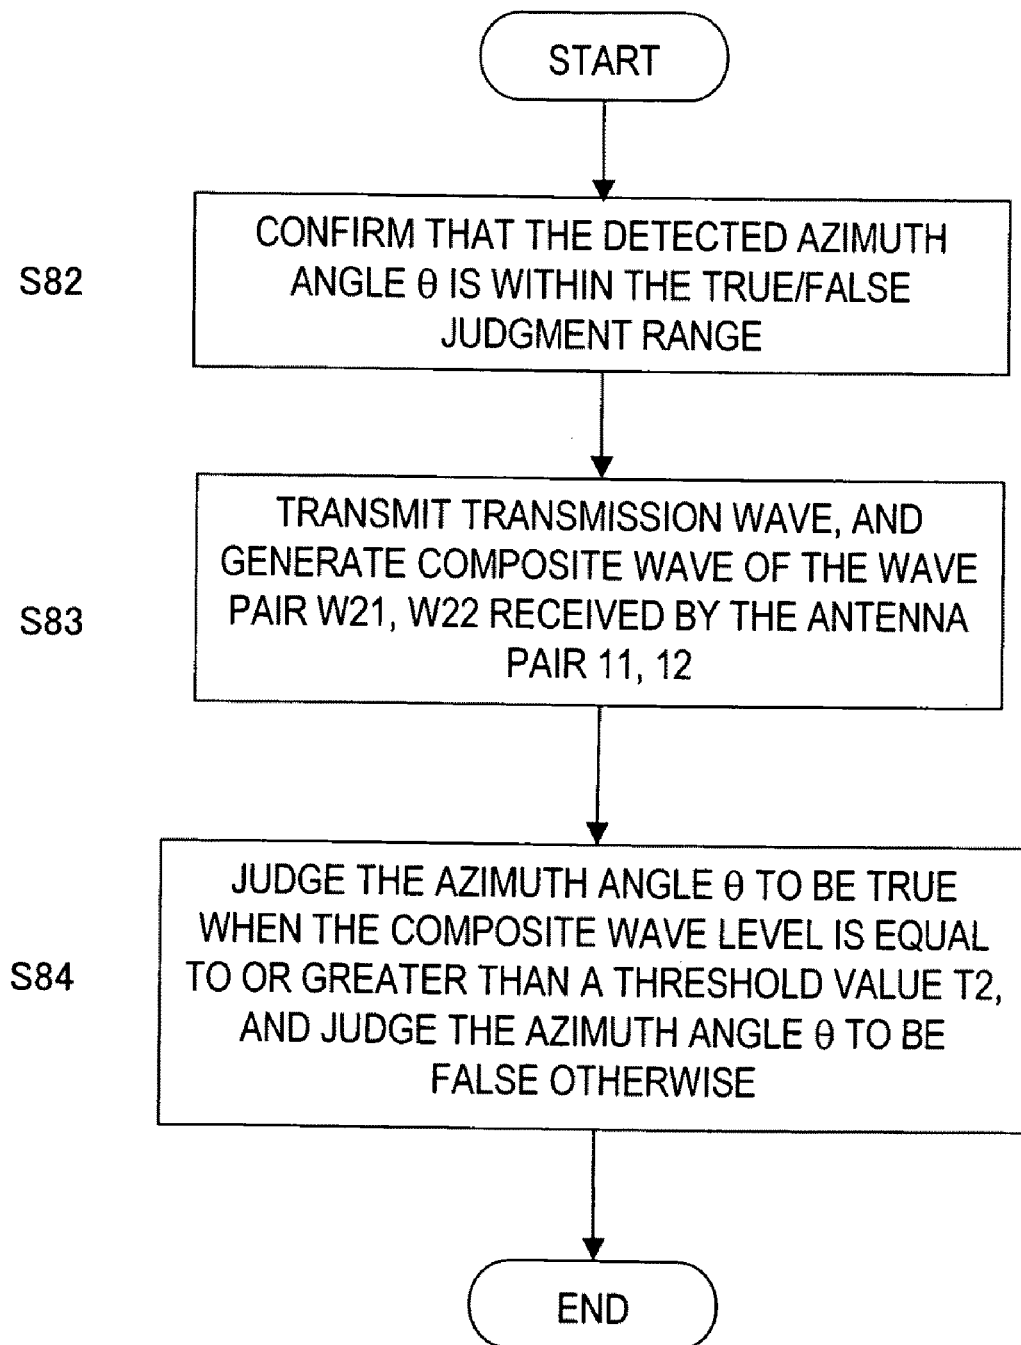 START
S82
CONFIRM THAT THE DETECTED AZIMUTH
ANGLE θ IS WITHIN THE TRUE/FALSE
JUDGMENT RANGE
S83
TRANSMIT TRANSMISSION WAVE, AND
GENERATE COMPOSITE WAVE OF THE WAVE
PAIR W21, W22 RECEIVED BY THE ANTENNA
PAIR 11, 12
S84
JUDGE THE AZIMUTH ANGLE θ TO BE TRUE
WHEN THE COMPOSITE WAVE LEVEL IS EQUAL
TO OR GREATER THAN A THRESHOLD VALUE T2,
AND JUDGE THE AZIMUTH ANGLE θ TO BE
FALSE OTHERWISE
END